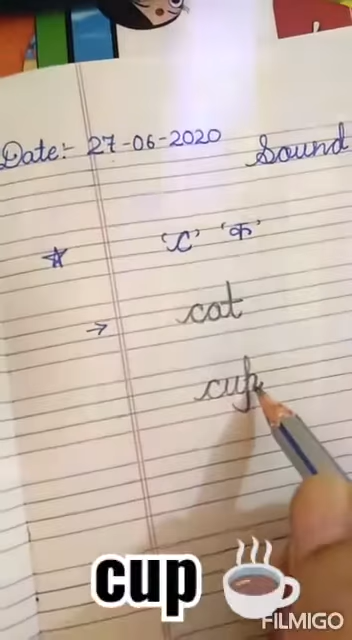 Date:- 27-06-2020 Sound
☆ 'c' 'क'
→ cat
cup
cup
FILMIGO